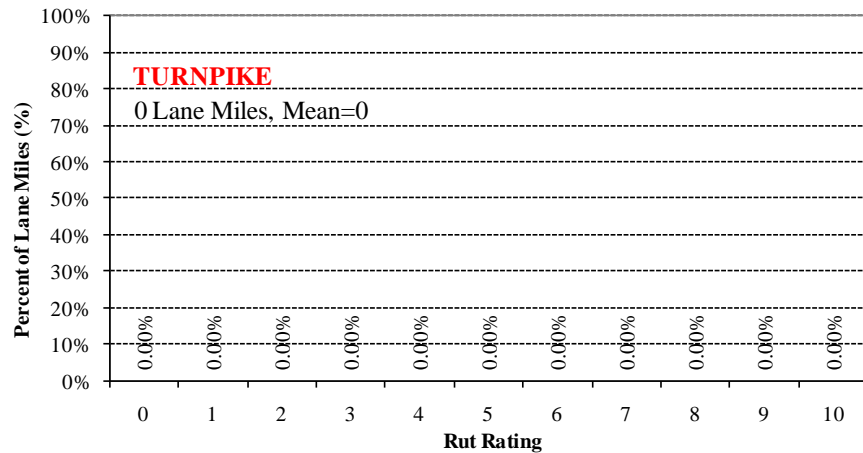 100%
90%
80%
70%
60%
50%
40%
30%
20%
10%
0%
Percent of Lane Miles (%)
TURNPIKE
0 Lane Miles, Mean=0
0.00% 0.00% 0.00% 0.00% 0.00% 0.00% 0.00% 0.00% 0.00% 0.00% 0.00%
0 1 2 3 4 5 6 7 8 9 10
Rut Rating